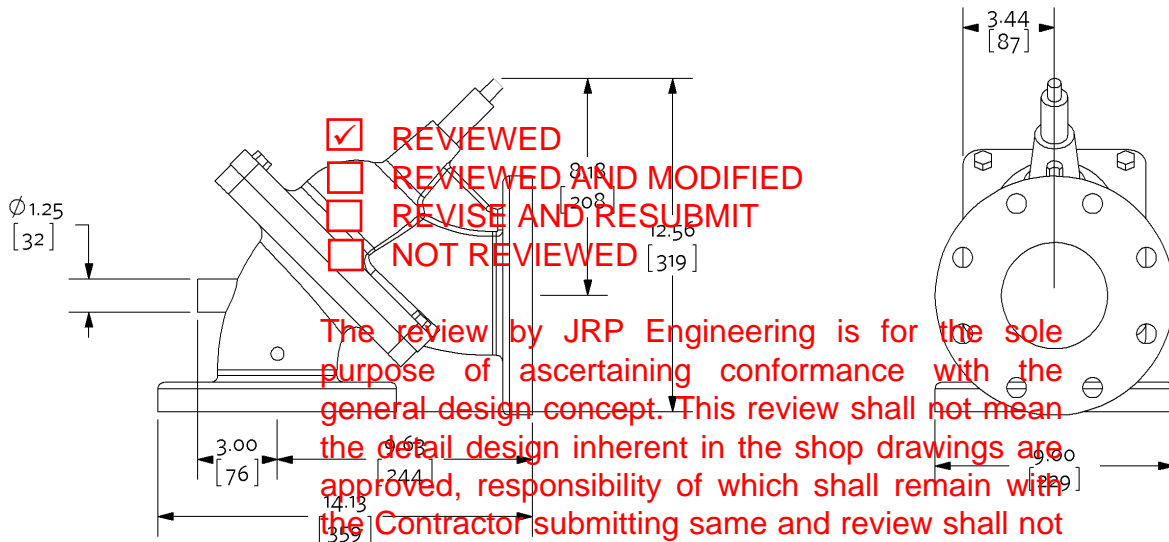 3.44
[87]
REVIEWED
REVIEWED AND MODIFIED
8.18
[208]
REVISE AND RESUBMIT
12.56
NOT REVIEWED
[319]
Ø1.25
[32]
The review by JRP Engineering is for the sole
purpose of ascertaining conformance with the
general design concept. This review shall not mean
the detail design inherent in the shop drawings are
approved, responsibility of which shall remain with
the Contractor submitting same and review shall not
3.00
[76]
9.63
[244]
9.00
[229]
14.13
[359]